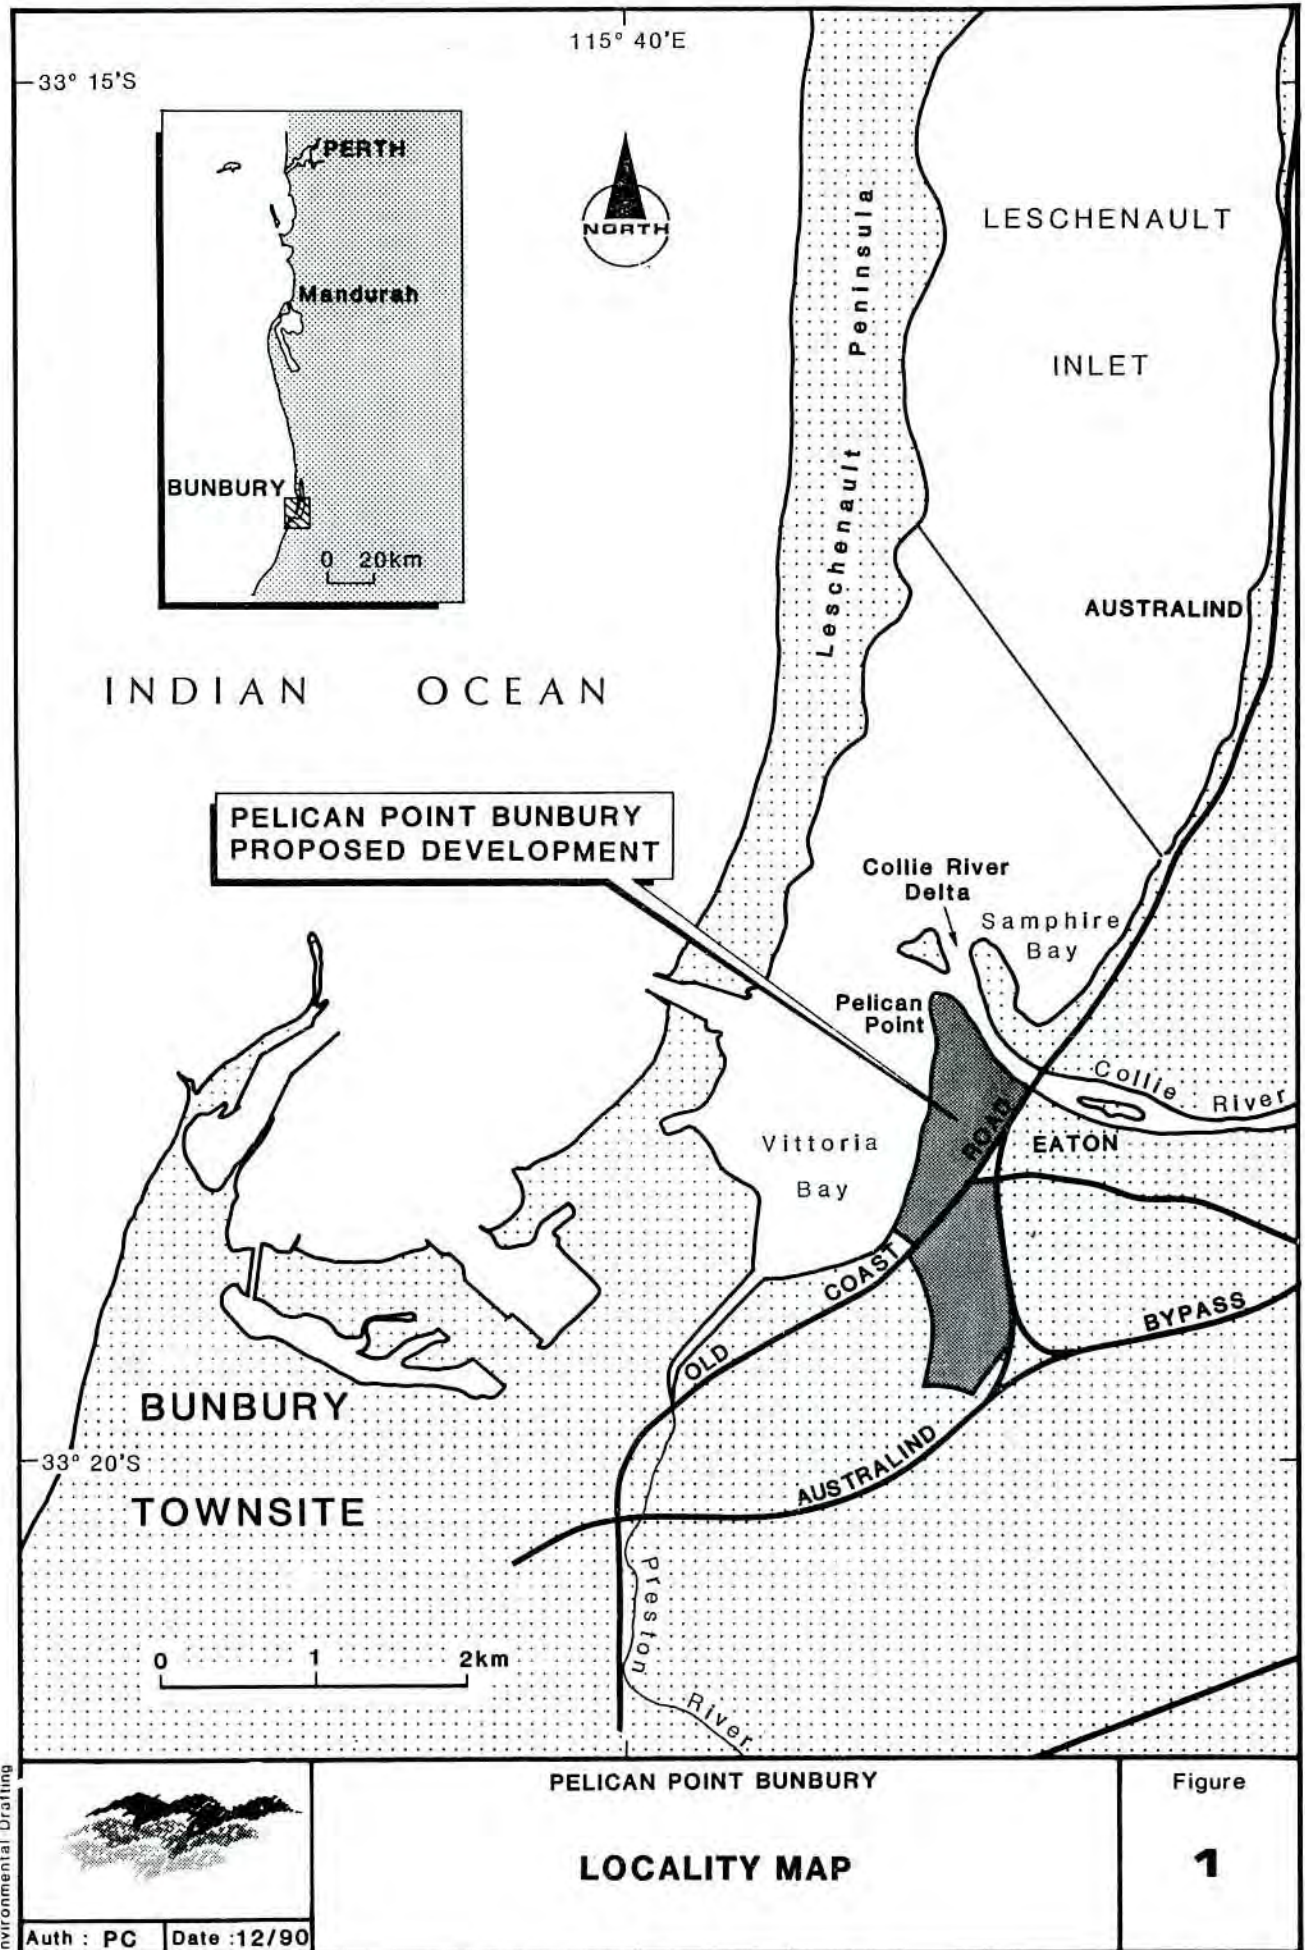 115° 40'E
33° 15'S
PERTH
Mandurah
BUNBURY
0 20km
NORTH
LESCHENAULT
INLET
Leschenault Peninsula
AUSTRALIND
INDIAN OCEAN
PELICAN POINT BUNBURY
PROPOSED DEVELOPMENT
Collie River
Delta
Samphire
Bay
Pelican
Point
Collie River
Vittoria
Bay
EATON
OLD COAST ROAD
AUSTRALIND BYPASS
BUNBURY
33° 20'S
TOWNSITE
Preston River
0 1 2km
PELICAN POINT BUNBURY
LOCALITY MAP
Figure
1
Auth : PC
Date :12/90
Drafting